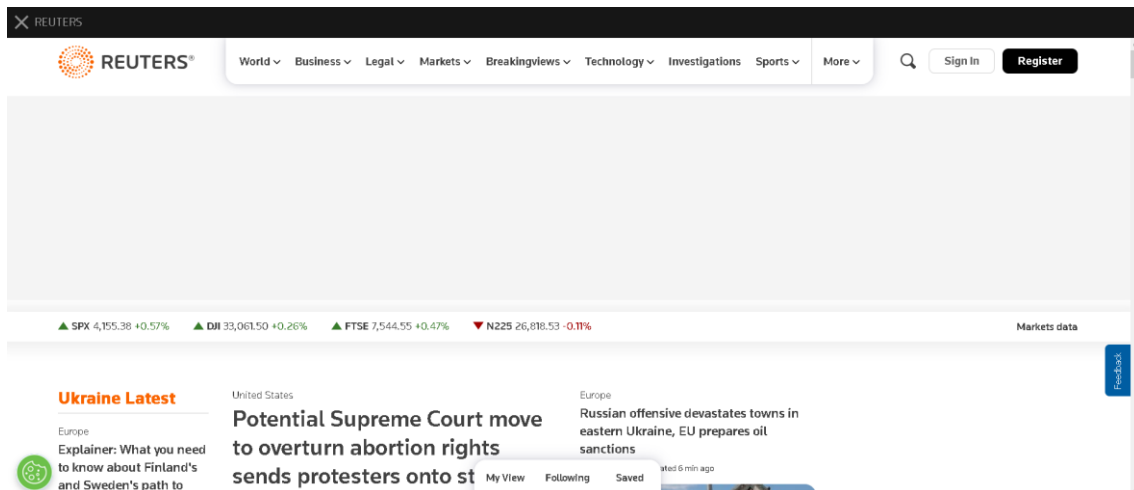 REUTERS
REUTERS®
World Business Legal Markets Breakingviews Technology Investigations Sports More Sign In Register
SPX 4,155.38 +0.57% DJI 33,061.50 +0.26% FTSE 7,544.55 +0.47% N225 26,818.53 -0.11% Markets data
Feedback
Ukraine Latest
Europe
Explainer: What you need
to know about Finland's
and Sweden's path to
United States
Potential Supreme Court move
to overturn abortion rights
sends protesters onto
Europe
Russian offensive devastates towns in
eastern Ukraine, EU prepares oil
sanctions
6 min ago
My View Following Saved